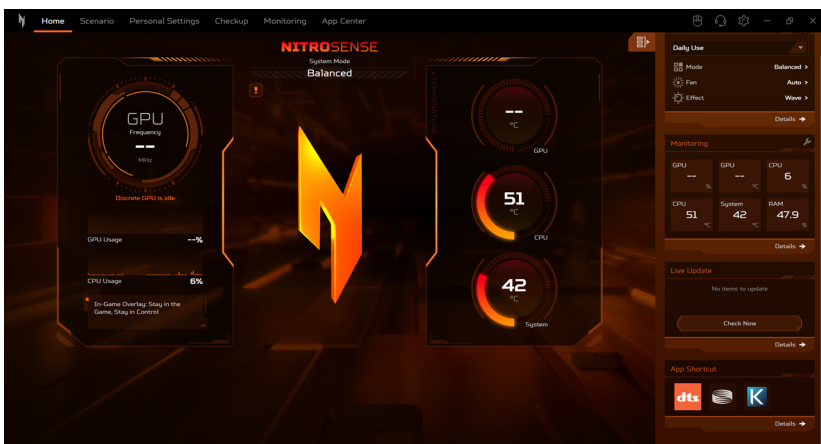 Home Scenario Personal Settings Checkup Monitoring App Center
NITROSENSE
System Mode
Balanced
GPU
Frequency
--
MHz
Discrete GPU is idle
GPU Usage --%
CPU Usage 6%
In-Game Overlay: Stay in the
Game, Stay in Control
--
°C
GPU
51
°C
CPU
42
°C
System
Daily Use
Mode Balanced >
Fan Auto >
Effect Wave >
Details →
Monitoring
GPU GPU CPU
-- -- 6
% °C %
CPU System RAM
51 42 47.9
°C °C %
Details →
Live Update
No items to update
Check Now
Details →
App Shortcut
dts K
Details →